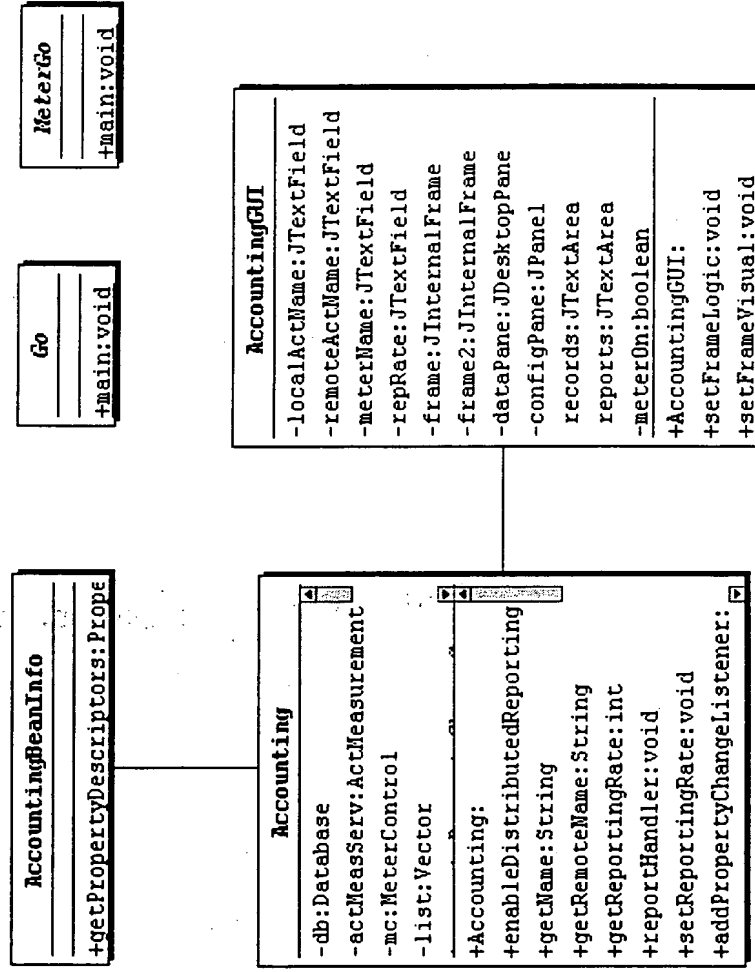 AccountingBeanInfo
+getPropertyDescriptors:Prope
Go
+main:void
MeterGo
+main:void
Accounting
-db:Database
-actMeasServ:ActMeasurement
-mc:MeterControl
-list:Vector
+Accounting:
+enableDistributedReporting
+getName:String
+getRemoteName:String
+getReportingRate:int
+reportHandler:void
+setReportingRate:void
+addPropertyChangeListener:
AccountingGUI
-localActName:JTextField
-remoteActName:JTextField
-meterName:JTextField
-repRate:JTextField
-frame:JInternalFrame
-frame2:JInternalFrame
-dataPane:JDesktopPane
-configPane:JPanel
records:JTextArea
reports:JTextArea
-meterOn:boolean
+AccountingGUI:
+setFrameLogic:void
+setFrameVisual:void